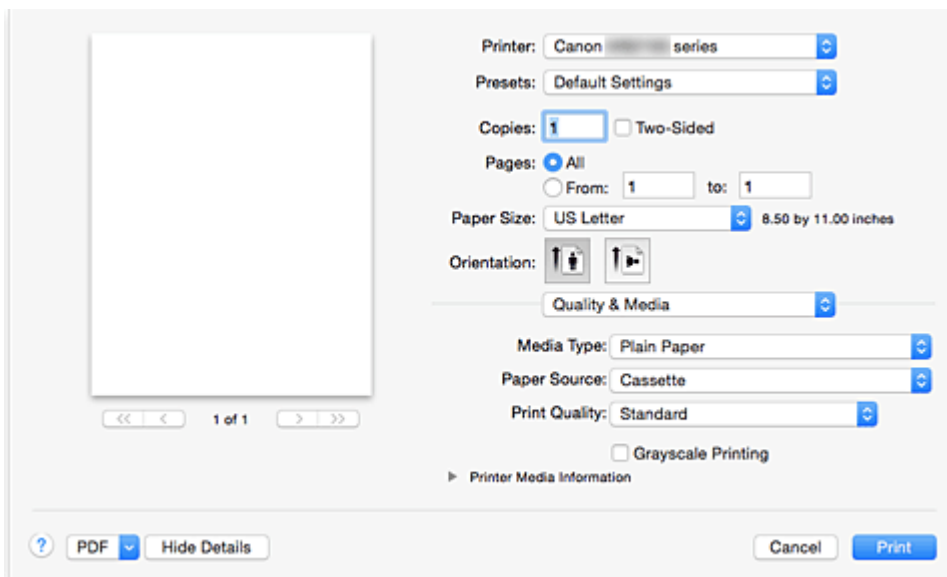 Printer: Canon series
Presets: Default Settings
Copies: 1 Two-Sided
Pages: All
From: 1 to: 1
Paper Size: US Letter 8.50 by 11.00 inches
Orientation:
Quality & Media
Media Type: Plain Paper
Paper Source: Cassette
<< < 1 of 1 > >>
Print Quality: Standard
Grayscale Printing
Printer Media Information
? PDF Hide Details Cancel Print